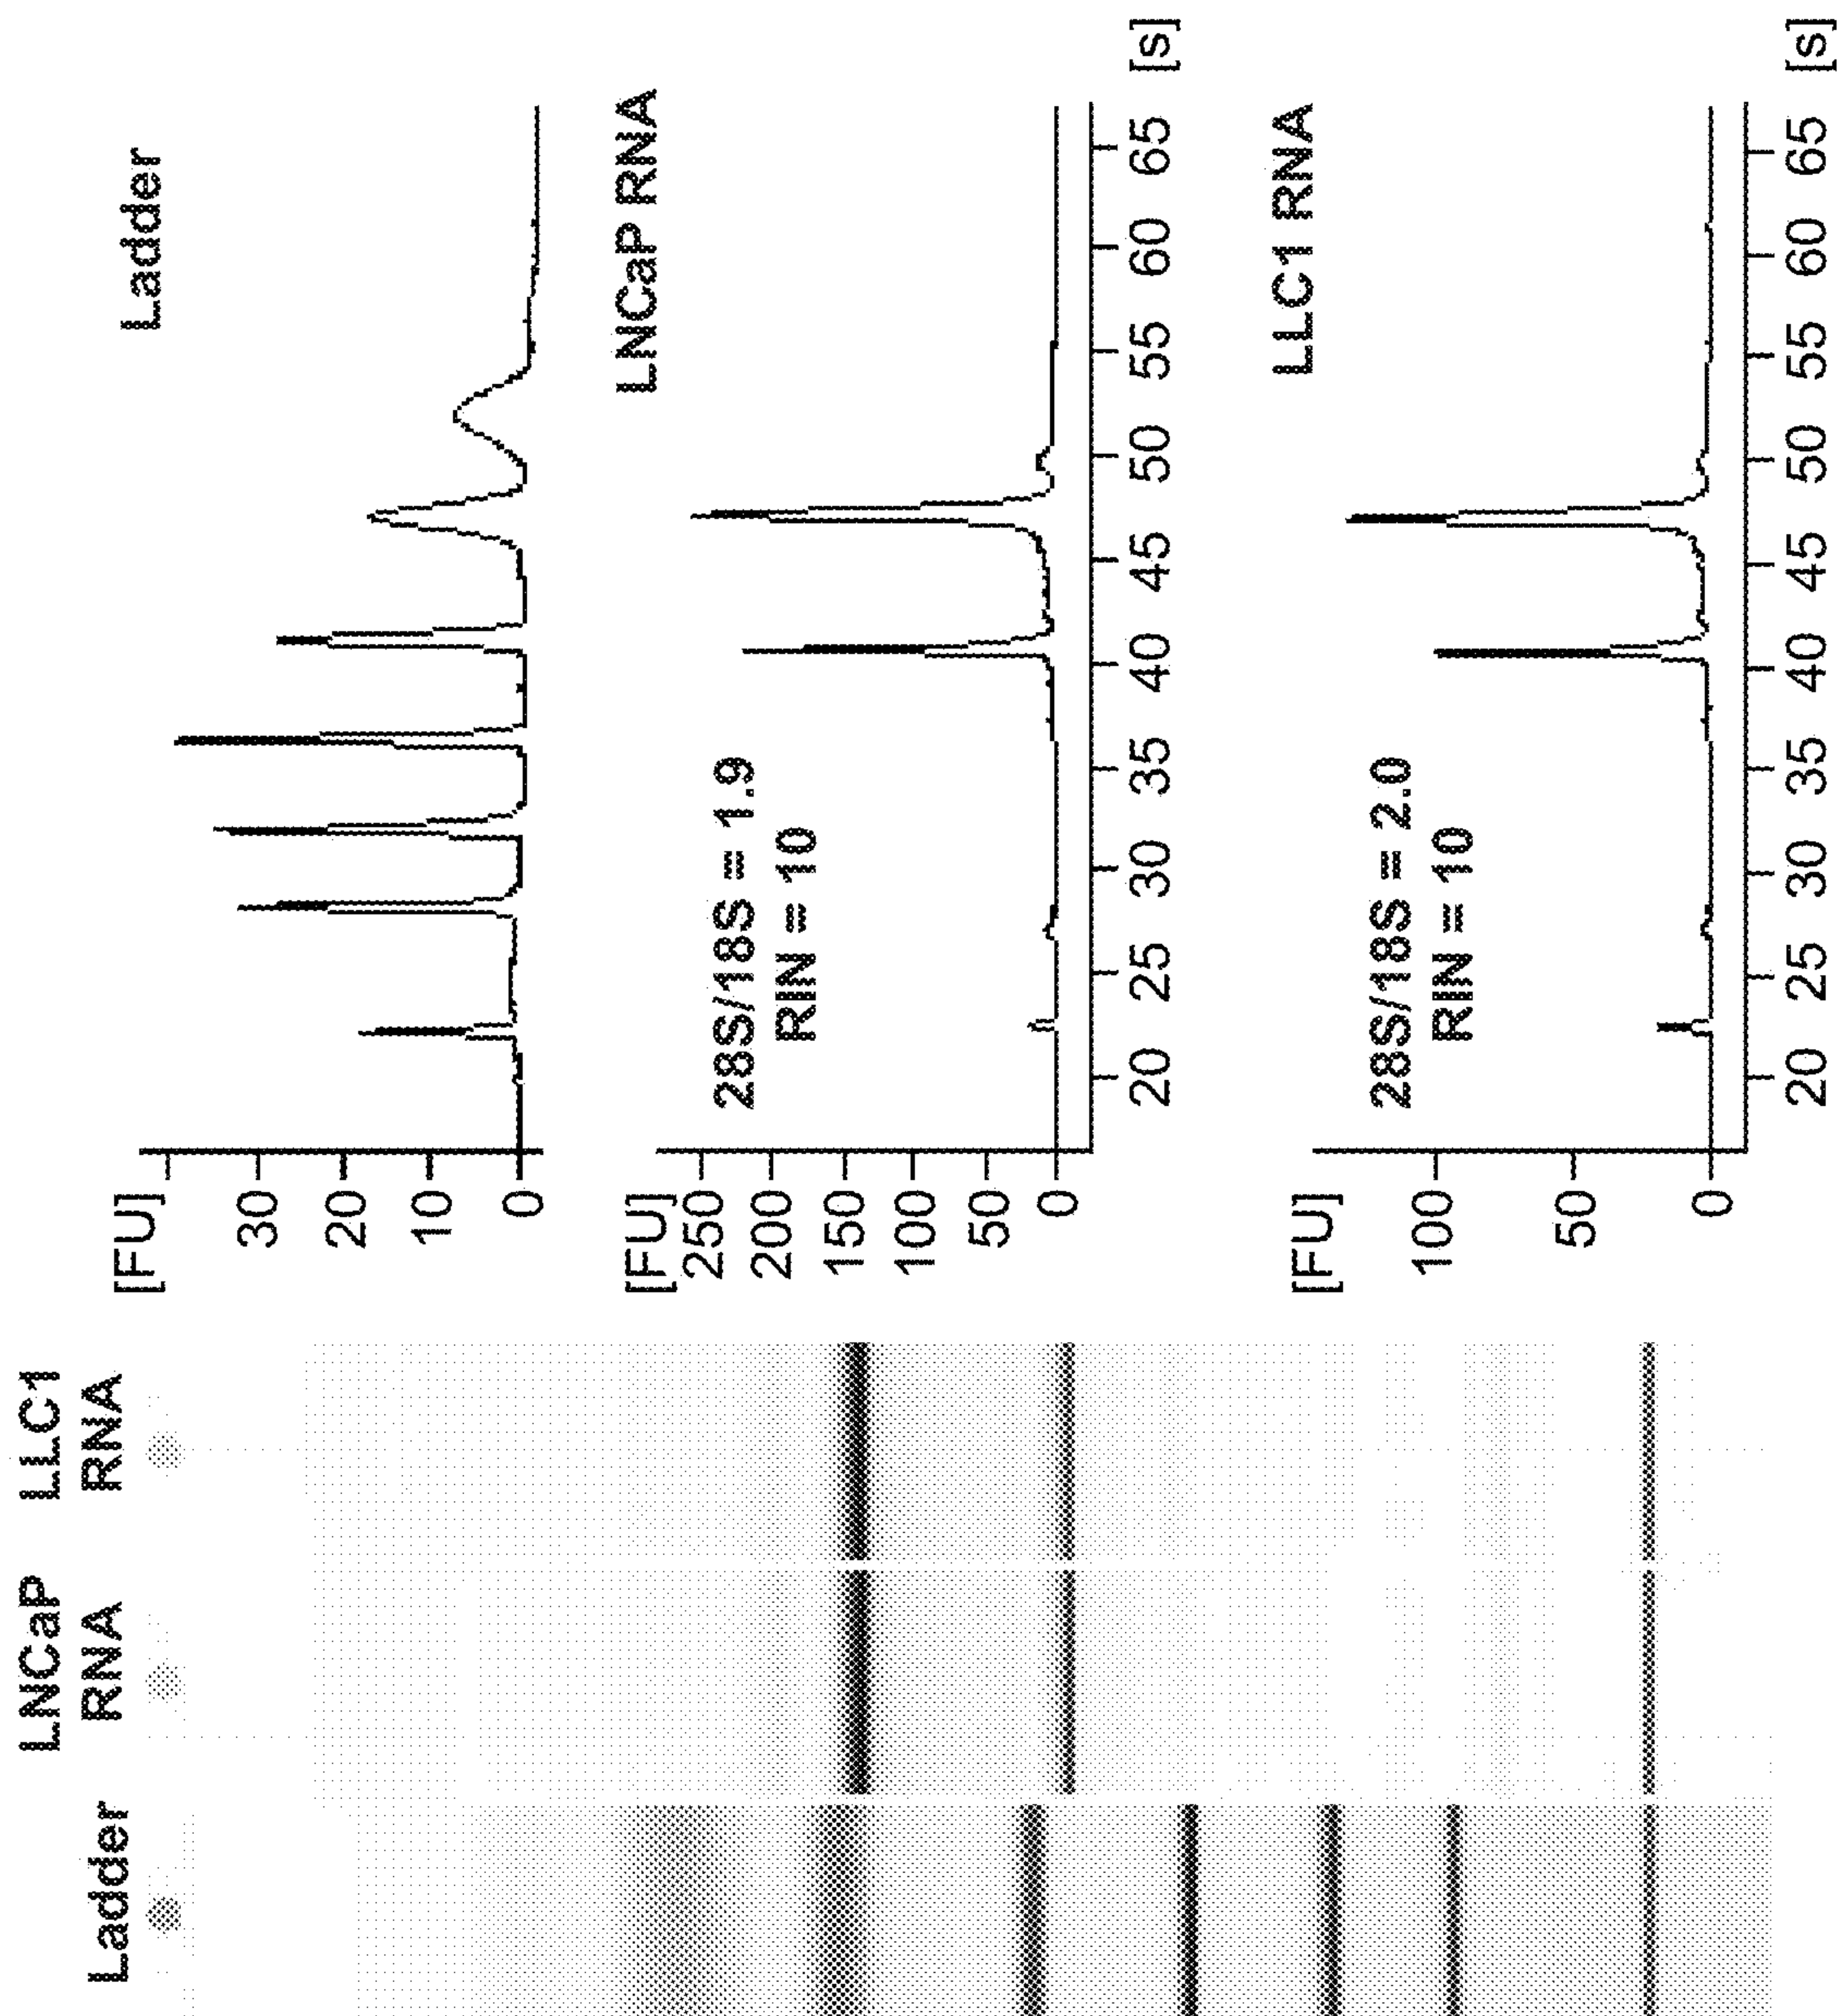 Ladder
LNCaP
RNA
LLC1
RNA
[FU]
30
20
10
0
Ladder
[FU]
250
200
150
100
50
0
28S/18S = 1.9
RIN = 10
LNCaP RNA
20 25 30 35 40 45 50 55 60 65 [s]
[FU]
100
50
0
28S/18S = 2.0
RIN = 10
LLC1 RNA
20 25 30 35 40 45 50 55 60 65 [s]